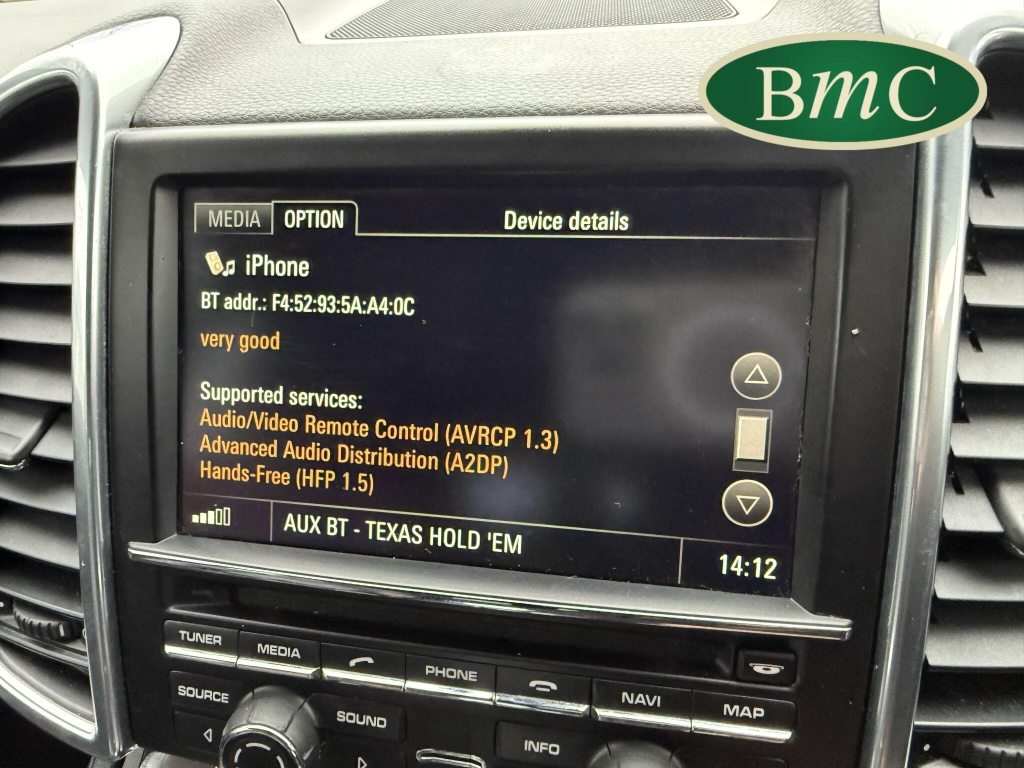 BmC
MEDIA OPTION Device details
iPhone
BT addr.: F4:52:93:5A:A4:0C
very good
Supported services:
Audio/Video Remote Control (AVRCP 1.3)
Advanced Audio Distribution (A2DP)
Hands-Free (HFP 1.5)
AUX BT - TEXAS HOLD 'EM 14:12
TUNER MEDIA PHONE NAVI MAP
SOURCE SOUND INFO